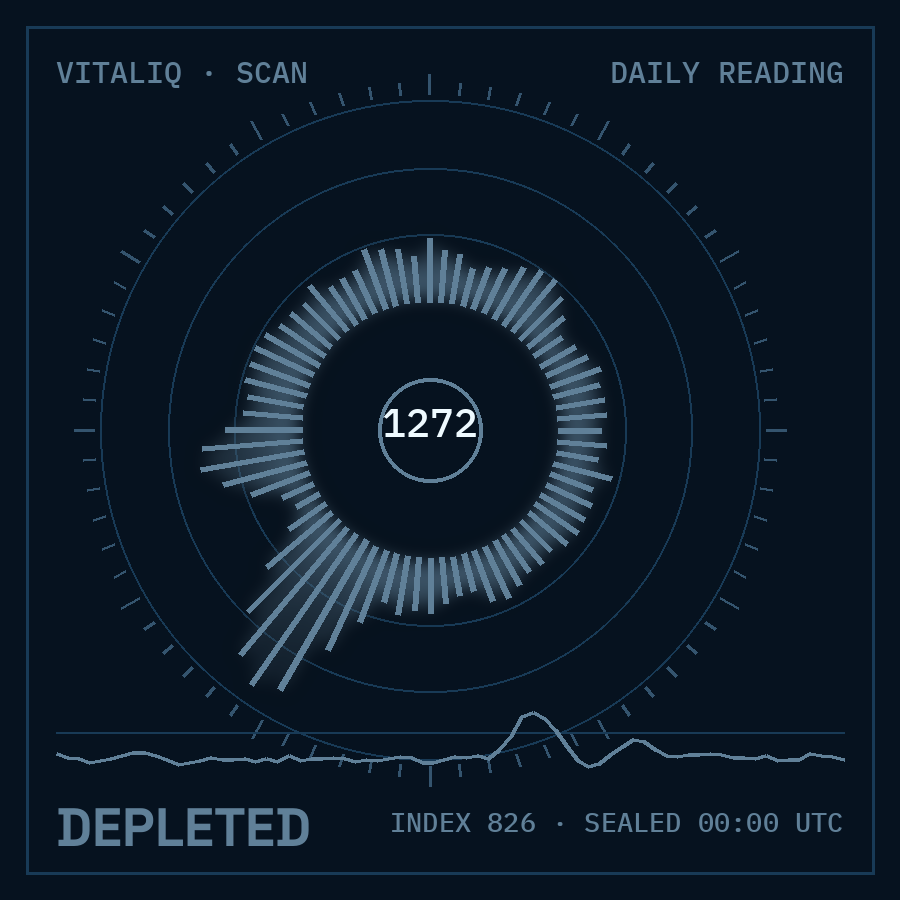 VITALIQ · SCAN
DAILY READING
1272
DEPLETED
INDEX 826 · SEALED 00:00 UTC